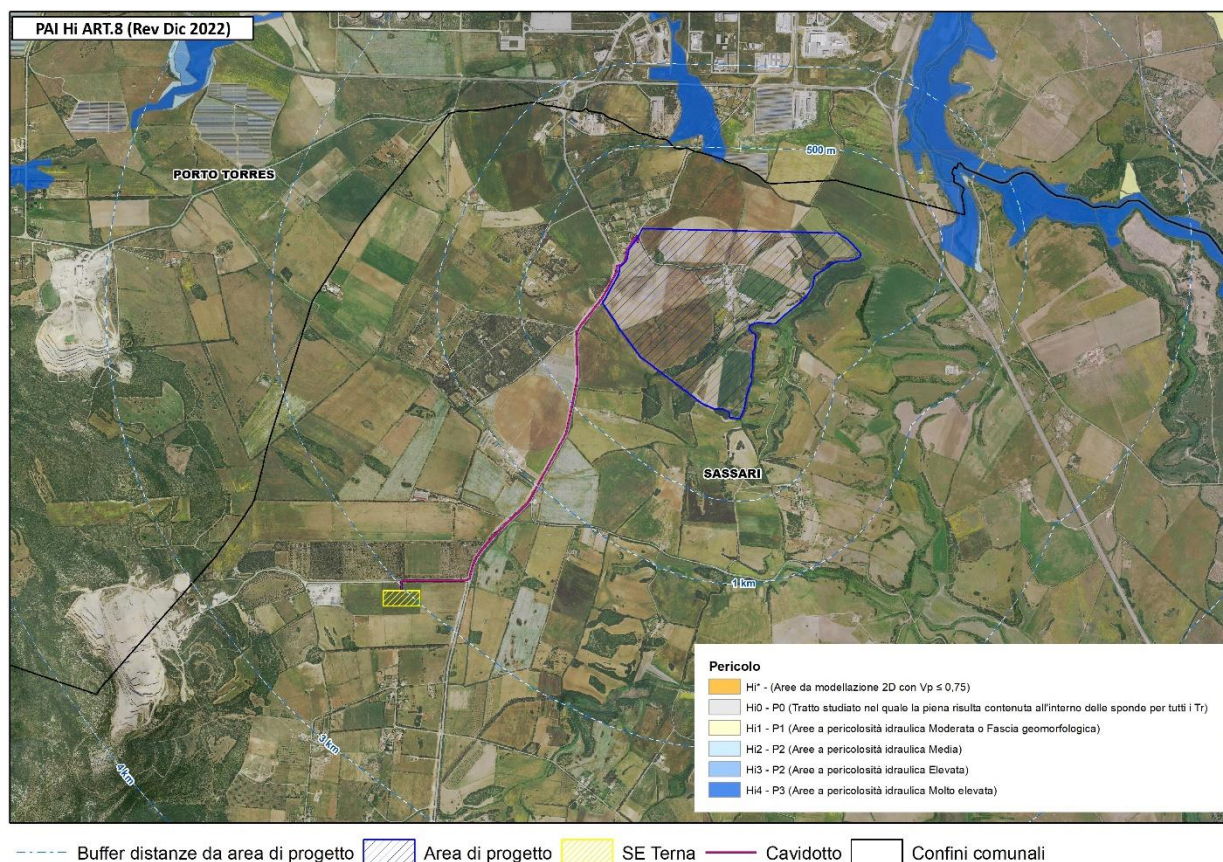 PAI Hi ART.8 (Rev Dic 2022)
500 m
PORTO TORRES
SASSARI
1 km
3 km
4 km
Pericolo
Hi* - (Aree da modellazione 2D con Vp ≤ 0,75)
Hi0 - P0 (Tratto studiato nel quale la piena risulta contenuta all'interno delle sponde per tutti i Tr)
Hi1 - P1 (Aree a pericolosità idraulica Moderata o Fascia geomorfologica)
Hi2 - P2 (Aree a pericolosità idraulica Media)
Hi3 - P2 (Aree a pericolosità idraulica Elevata)
Hi4 - P3 (Aree a pericolosità idraulica Molto elevata)
Buffer distanze da area di progetto Area di progetto SE Terna Cavidotto Confini comunali